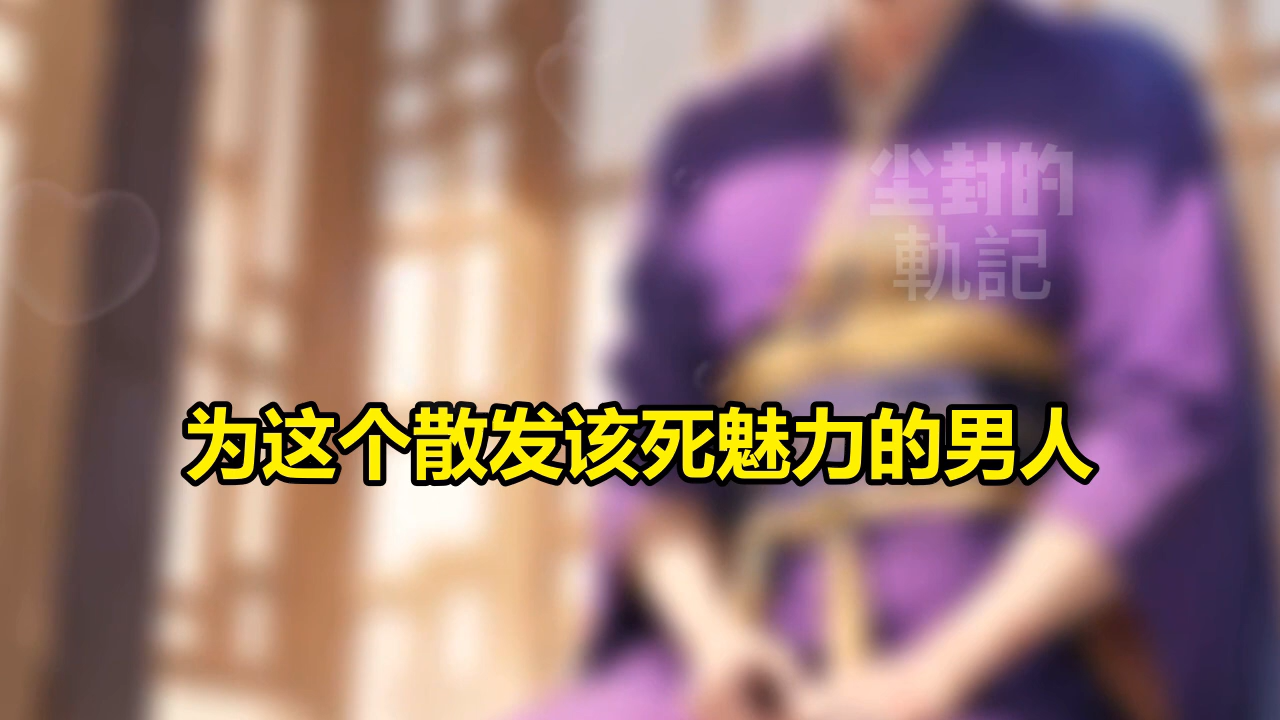 尘封的
軌記
为这个散发该死魅力的男人